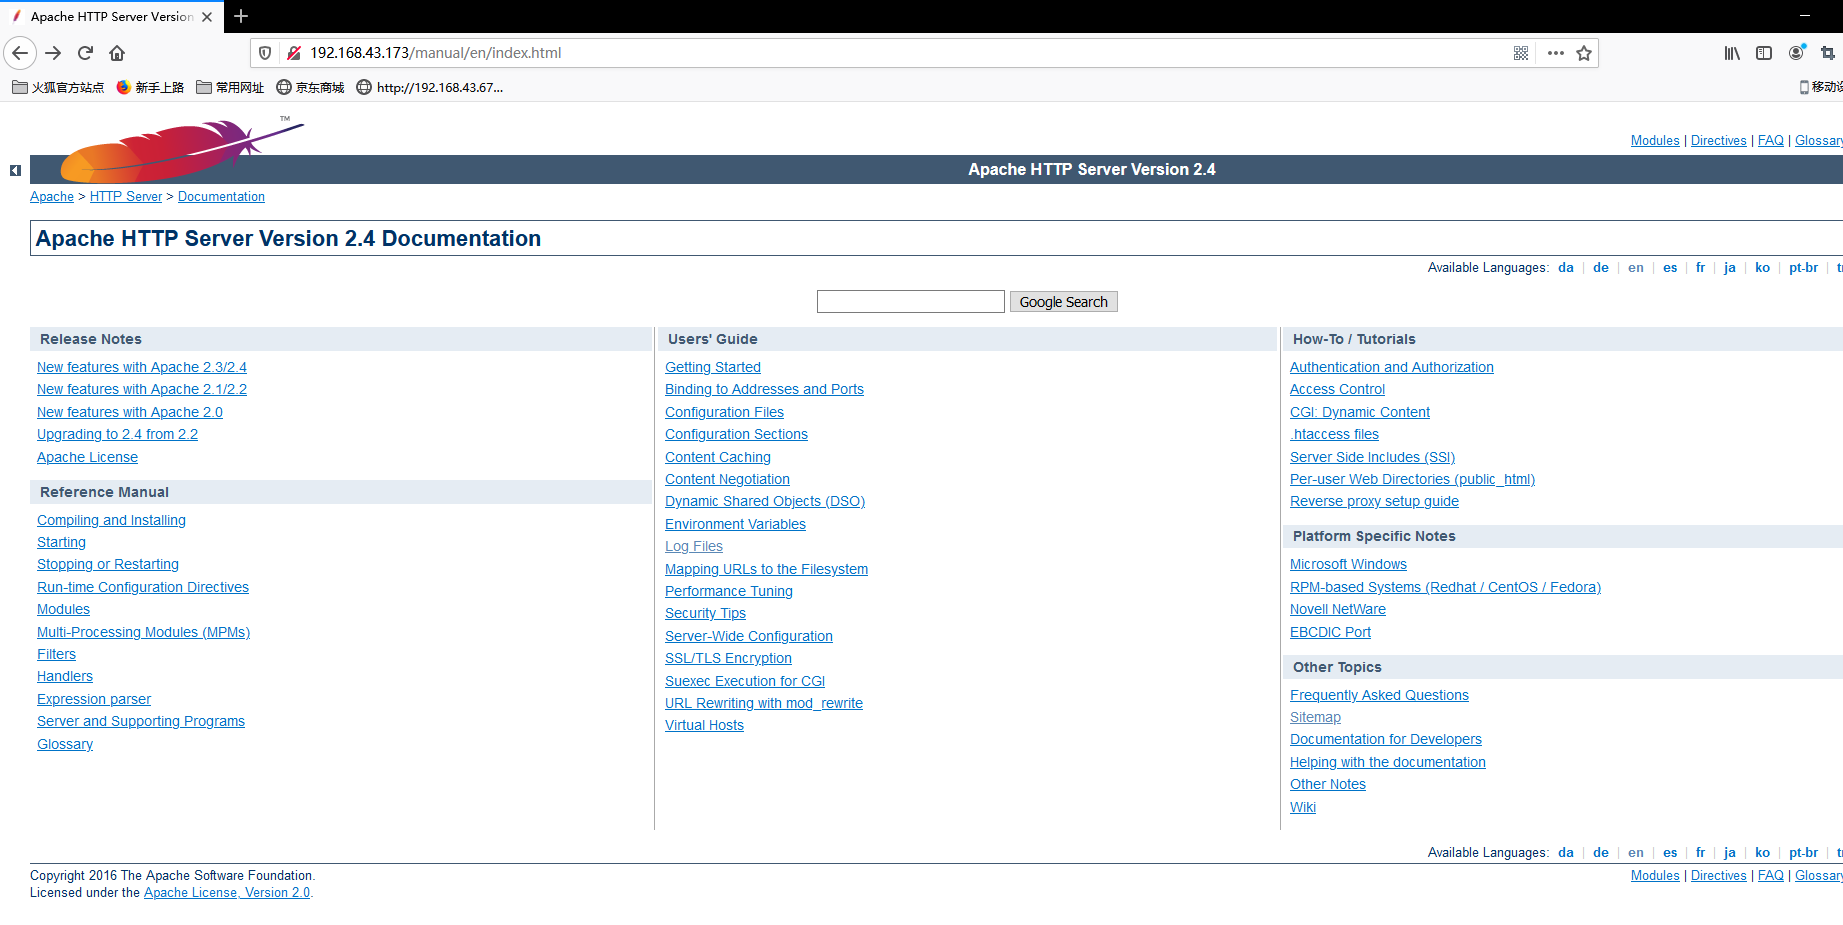 Apache HTTP Server Version
192.168.43.173/manual/en/index.html
火狐官方站点 新手上路 常用网址 京东商城 http://192.168.43.67... 移动设
TM
Modules | Directives | FAQ | Glossary
Apache HTTP Server Version 2.4
Apache > HTTP Server > Documentation
Apache HTTP Server Version 2.4 Documentation
Available Languages: da | de | en | es | fr | ja | ko | pt-br | t
Google Search
Release Notes
New features with Apache 2.3/2.4
New features with Apache 2.1/2.2
New features with Apache 2.0
Upgrading to 2.4 from 2.2
Apache License
Reference Manual
Compiling and Installing
Starting
Stopping or Restarting
Run-time Configuration Directives
Modules
Multi-Processing Modules (MPMs)
Filters
Handlers
Expression parser
Server and Supporting Programs
Glossary
Users' Guide
Getting Started
Binding to Addresses and Ports
Configuration Files
Configuration Sections
Content Caching
Content Negotiation
Dynamic Shared Objects (DSO)
Environment Variables
Log Files
Mapping URLs to the Filesystem
Performance Tuning
Security Tips
Server-Wide Configuration
SSL/TLS Encryption
Suexec Execution for CGI
URL Rewriting with mod_rewrite
Virtual Hosts
How-To / Tutorials
Authentication and Authorization
Access Control
CGI: Dynamic Content
.htaccess files
Server Side Includes (SSI)
Per-user Web Directories (public_html)
Reverse proxy setup guide
Platform Specific Notes
Microsoft Windows
RPM-based Systems (Redhat / CentOS / Fedora)
Novell NetWare
EBCDIC Port
Other Topics
Frequently Asked Questions
Sitemap
Documentation for Developers
Helping with the documentation
Other Notes
Wiki
Available Languages: da | de | en | es | fr | ja | ko | pt-br | t
Copyright 2016 The Apache Software Foundation.
Licensed under the Apache License, Version 2.0.
Modules | Directives | FAQ | Glossary